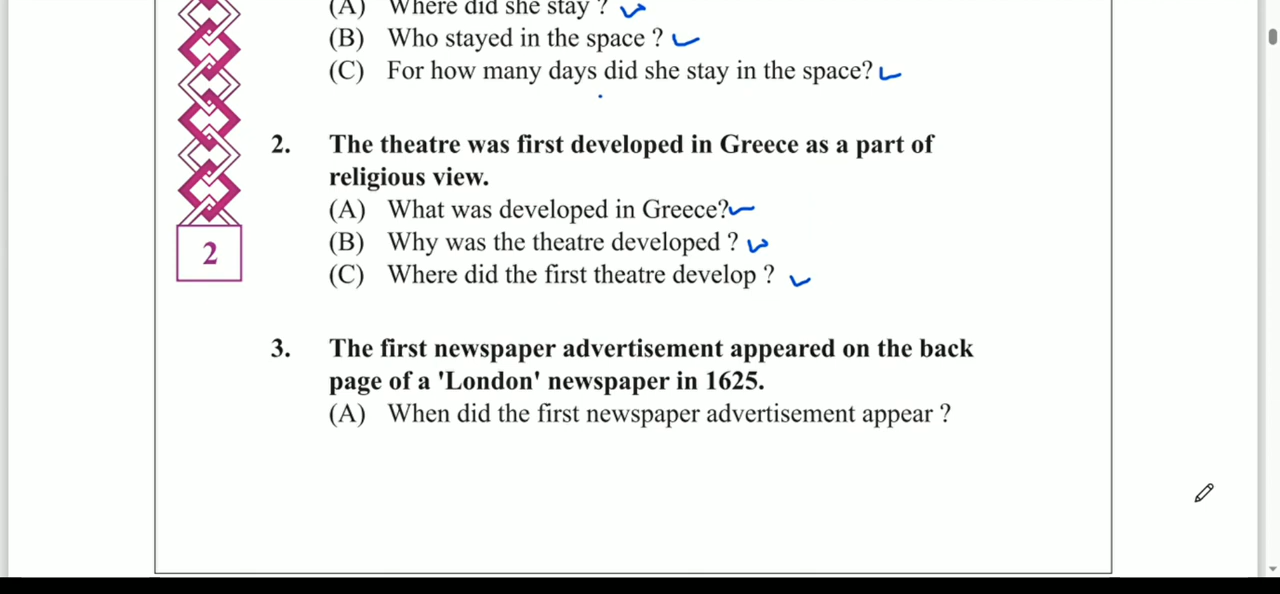 (A) Where did she stay ?
(B) Who stayed in the space ?
(C) For how many days did she stay in the space?
2. The theatre was first developed in Greece as a part of
religious view.
(A) What was developed in Greece?
(B) Why was the theatre developed ?
(C) Where did the first theatre develop ?
2
3. The first newspaper advertisement appeared on the back
page of a 'London' newspaper in 1625.
(A) When did the first newspaper advertisement appear ?